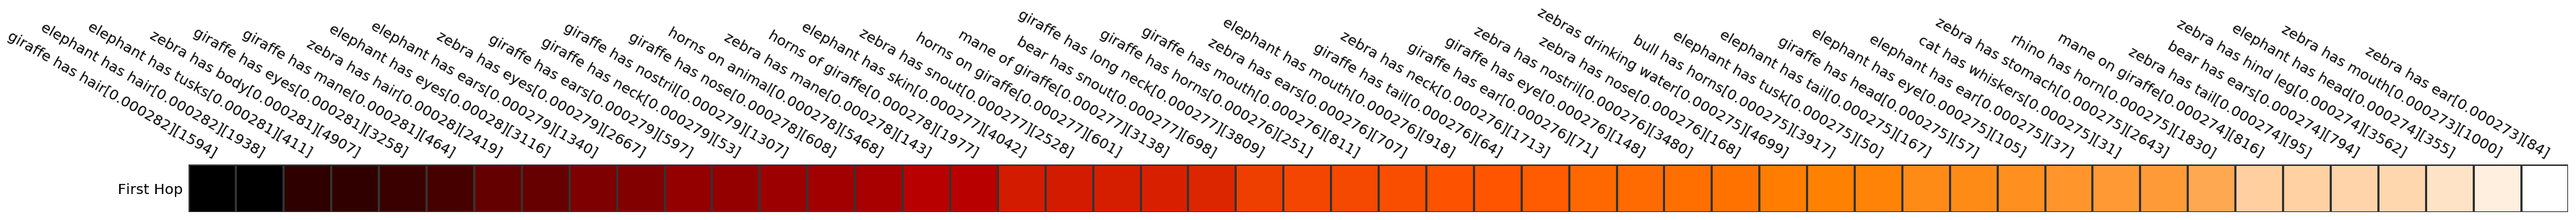 giraffe has hair[0.000282][1594]
elephant has hair[0.000282][1938]
elephant has tusks[0.000281][411]
zebra has body[0.000281][4907]
giraffe has eyes[0.000281][3258]
giraffe has mane[0.000281][464]
zebra has hair[0.00028][2419]
elephant has eyes[0.00028][3116]
elephant has ears[0.000279][1340]
zebra has eyes[0.000279][2667]
giraffe has ears[0.000279][597]
giraffe has neck[0.000279][53]
giraffe has nostril[0.000279][1307]
giraffe has nose[0.000278][608]
horns on animal[0.000278][5468]
zebra has mane[0.000278][143]
horns of giraffe[0.000278][1977]
elephant has skin[0.000277][4042]
zebra has snout[0.000277][2528]
horns on giraffe[0.000277][601]
mane of giraffe[0.000277][3138]
bear has snout[0.000277][698]
giraffe has long neck[0.000277][3809]
giraffe has horns[0.000276][251]
giraffe has mouth[0.000276][811]
zebra has ears[0.000276][707]
elephant has mouth[0.000276][918]
giraffe has tail[0.000276][64]
zebra has neck[0.000276][1713]
giraffe has ear[0.000276][71]
giraffe has eye[0.000276][148]
zebra has nostril[0.000276][3480]
zebra has nose[0.000276][168]
zebras drinking water[0.000275][4699]
bull has horns[0.000275][3917]
elephant has tusk[0.000275][50]
elephant has tail[0.000275][167]
giraffe has head[0.000275][57]
elephant has eye[0.000275][105]
elephant has ear[0.000275][37]
cat has whiskers[0.000275][31]
zebra has stomach[0.000275][2643]
rhino has horn[0.000275][1830]
mane on giraffe[0.000274][816]
zebra has tail[0.000274][95]
bear has ears[0.000274][794]
zebra has hind leg[0.000274][3562]
elephant has head[0.000274][355]
zebra has mouth[0.000273][1000]
zebra has ear[0.000273][84]
First Hop